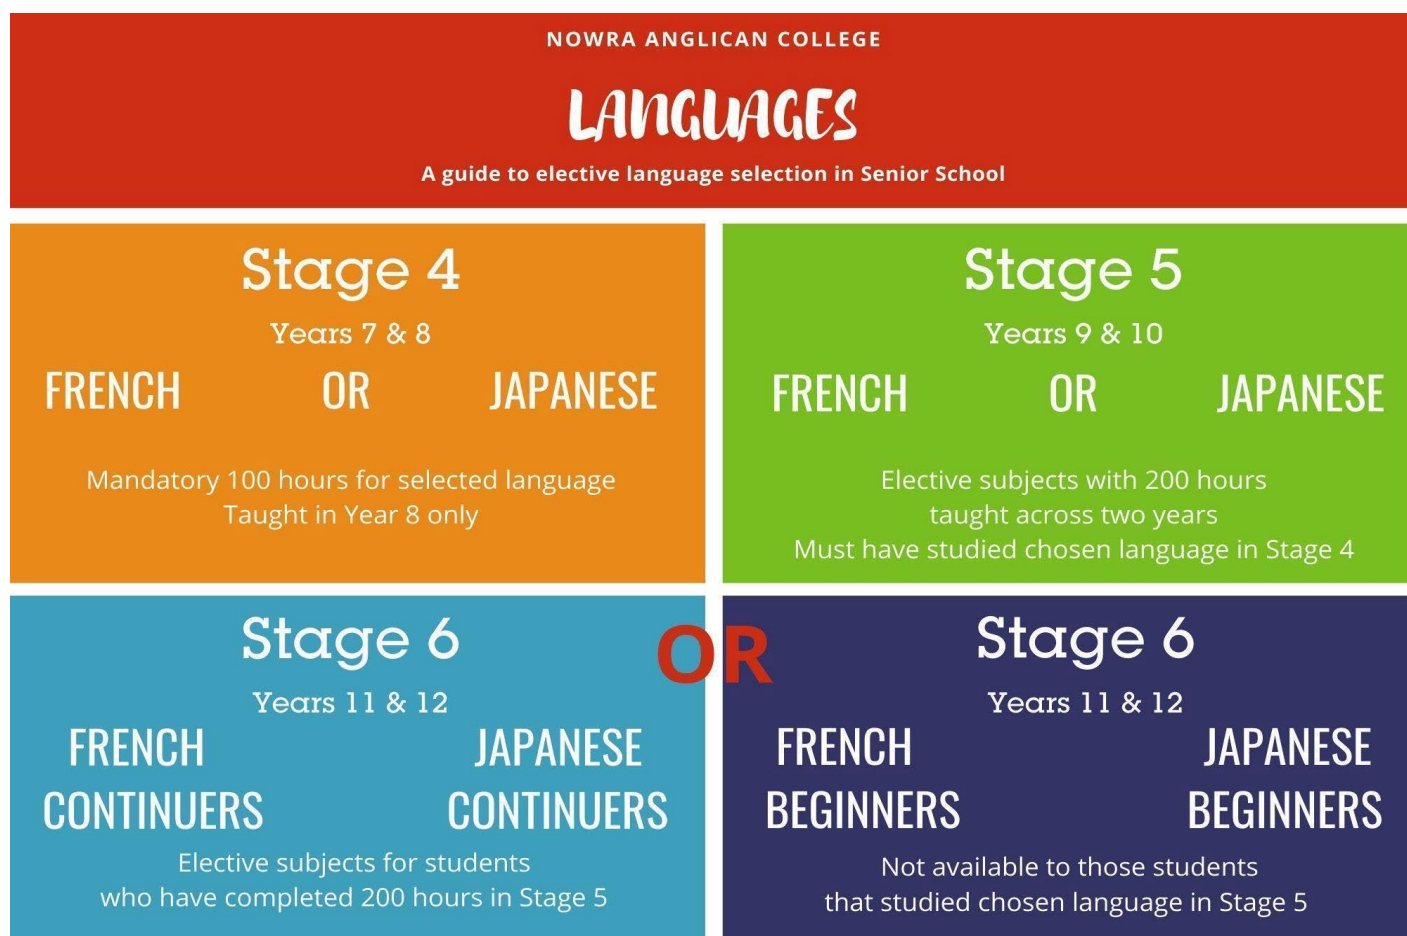 NOWRA ANGLICAN COLLEGE
LANGUAGES
A guide to elective language selection in Senior School
Stage 4
Years 7 & 8
FRENCH OR JAPANESE
Mandatory 100 hours for selected language
Taught in Year 8 only
Stage 5
Years 9 & 10
FRENCH OR JAPANESE
Elective subjects with 200 hours
taught across two years
Must have studied chosen language in Stage 4
Stage 6
Years 11 & 12
FRENCH JAPANESE
CONTINUERS CONTINUERS
Elective subjects for students
who have completed 200 hours in Stage 5
OR
Stage 6
Years 11 & 12
FRENCH JAPANESE
BEGINNERS BEGINNERS
Not available to those students
that studied chosen language in Stage 5